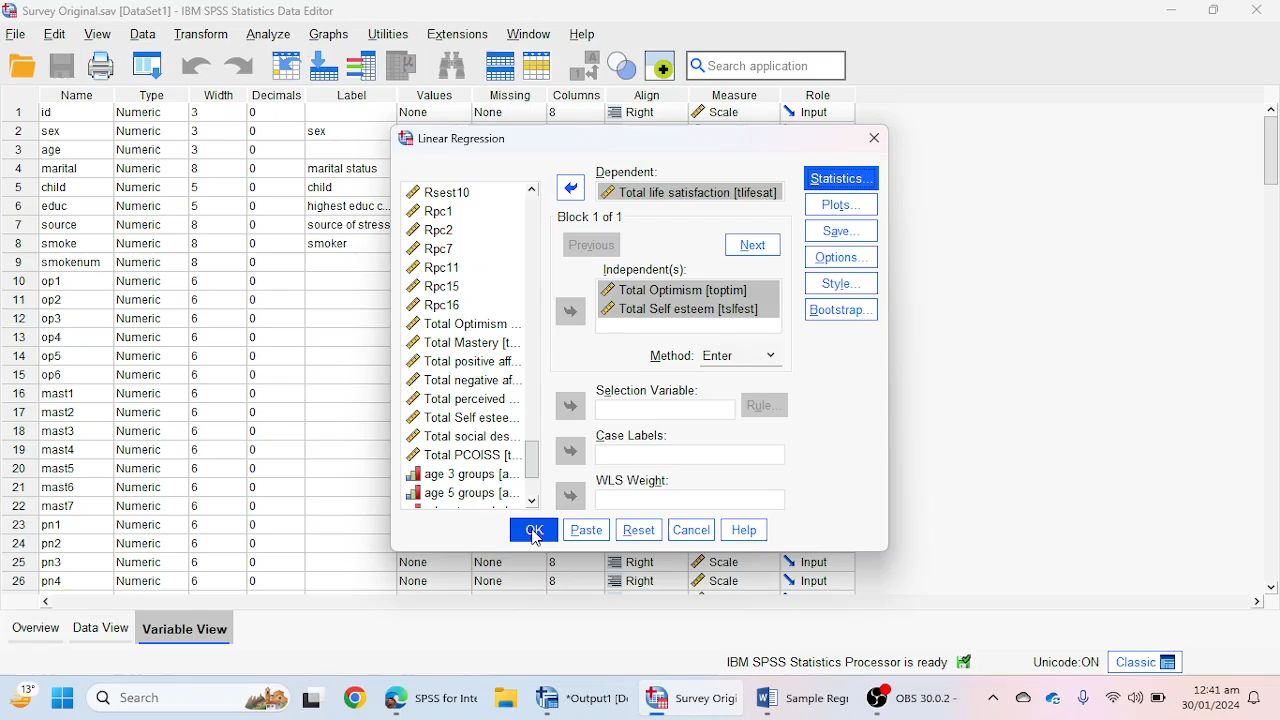 Survey Original.sav [DataSet1] - IBM SPSS Statistics Data Editor
File Edit View Data Transform Analyze Graphs Utilities Extensions Window Help
Search application
Name Type Width Decimals Label Values Missing Columns Align Measure Role
1 id Numeric 3 0 None None 8 Right Scale Input
2 sex Numeric 3 0 sex
3 age Numeric 3 0
4 marital Numeric 8 0 marital status
5 child Numeric 5 0 child
6 educ Numeric 5 0 highest educ c...
7 source Numeric 8 0 source of stress
8 smoke Numeric 8 0 smoker
9 smokenum Numeric 8 0
10 op1 Numeric 6 0
11 op2 Numeric 6 0
12 op3 Numeric 6 0
13 op4 Numeric 6 0
14 op5 Numeric 6 0
15 op6 Numeric 6 0
16 mast1 Numeric 6 0
17 mast2 Numeric 6 0
18 mast3 Numeric 6 0
19 mast4 Numeric 6 0
20 mast5 Numeric 6 0
21 mast6 Numeric 6 0
22 mast7 Numeric 6 0
23 pn1 Numeric 6 0
24 pn2 Numeric 6 0
25 pn3 Numeric 6 0 None None 8 Right Scale Input
26 pn4 Numeric 6 0 None None 8 Right Scale Input
Linear Regression
Rsest10
Rpc1
Rpc2
Rpc7
Rpc11
Rpc15
Rpc16
Total Optimism ...
Total Mastery [t...
Total positive aff...
Total negative af...
Total perceived ...
Total Self estee...
Total social des...
Total PCOISS [t...
age 3 groups [a...
age 5 groups [a...
Dependent:
Total life satisfaction [tlifesat]
Block 1 of 1
Previous Next
Independent(s):
Total Optimism [toptim]
Total Self esteem [tslfest]
Method: Enter
Selection Variable:
Rule...
Case Labels:
WLS Weight:
Statistics...
Plots...
Save...
Options...
Style...
Bootstrap...
OK Paste Reset Cancel Help
Overview Data View Variable View
IBM SPSS Statistics Processor is ready Unicode:ON Classic
13° Search SPSS for Inte *Output1 [De Survey Origi Sample Regi OBS 30.0.2 - 12:41 am
30/01/2024